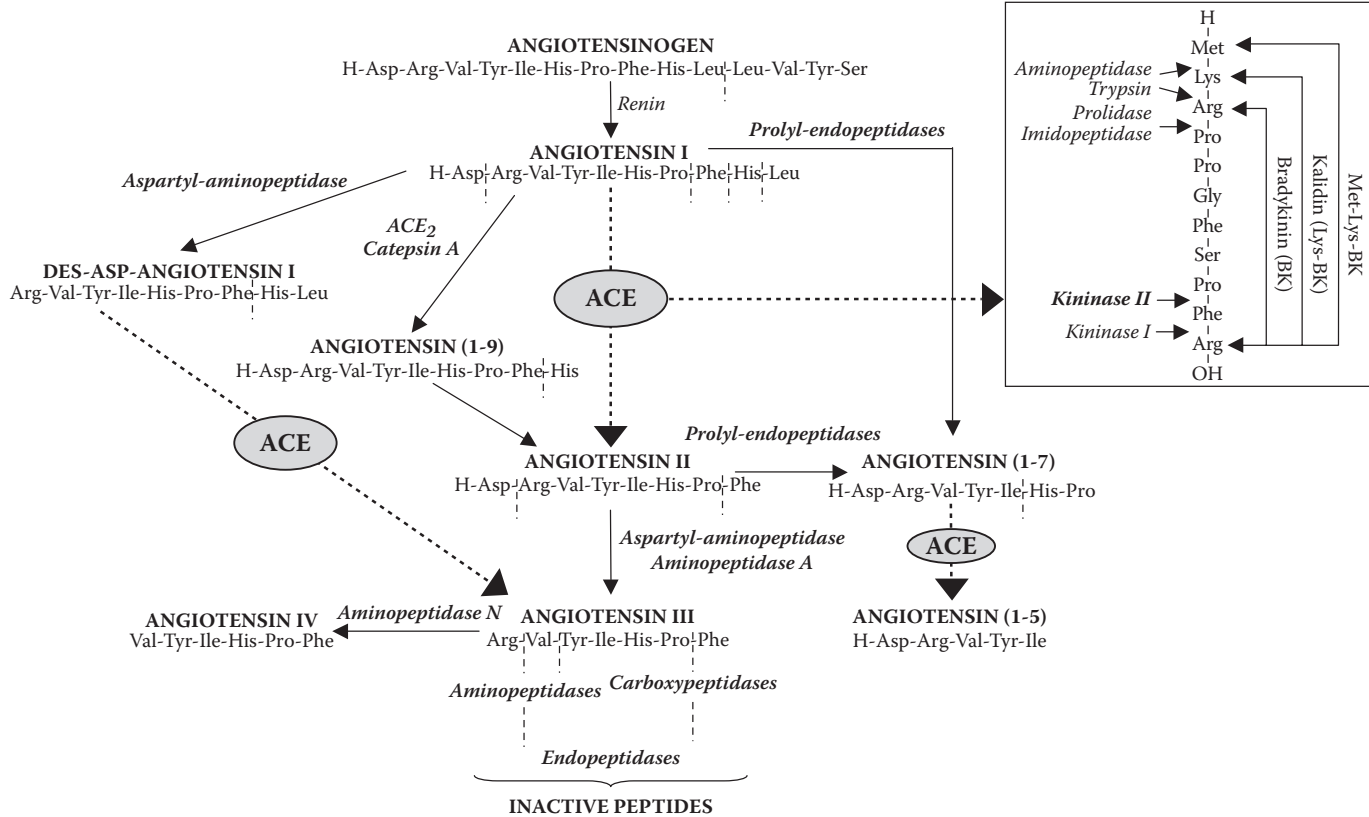 ANGIOTENSINOGEN
H-Asp-Arg-Val-Tyr-Ile-His-Pro-Phe-His-Leu-Leu-Val-Tyr-Ser
Renin
Prolyl-endopeptidases
ANGIOTENSIN I
H-Asp-Arg-Val-Tyr-Ile-His-Pro-Phe-His-Leu
Aspartyl-aminopeptidase
ACE2
Catepsin A
DES-ASP-ANGIOTENSIN I
Arg-Val-Tyr-Ile-His-Pro-Phe-His-Leu
ACE
ANGIOTENSIN (1-9)
H-Asp-Arg-Val-Tyr-Ile-His-Pro-Phe-His
ACE
Prolyl-endopeptidases
ANGIOTENSIN II
H-Asp-Arg-Val-Tyr-Ile-His-Pro-Phe
ANGIOTENSIN (1-7)
H-Asp-Arg-Val-Tyr-Ile-His-Pro
ACE
Aspartyl-aminopeptidase
Aminopeptidase A
ANGIOTENSIN IV
Val-Tyr-Ile-His-Pro-Phe
Aminopeptidase N
ANGIOTENSIN III
Arg-Val-Tyr-Ile-His-Pro-Phe
ANGIOTENSIN (1-5)
H-Asp-Arg-Val-Tyr-Ile
Aminopeptidases
Carboxypeptidases
Endopeptidases
INACTIVE PEPTIDES
H
Met
Lys
Arg
Pro
Pro
Gly
Phe
Ser
Pro
Phe
Arg
OH
Aminopeptidase
Trypsin
Prolidase
Imidopeptidase
Kininase II
Kininase I
Bradykinin (BK)
Kalidin (Lys-BK)
Met-Lys-BK